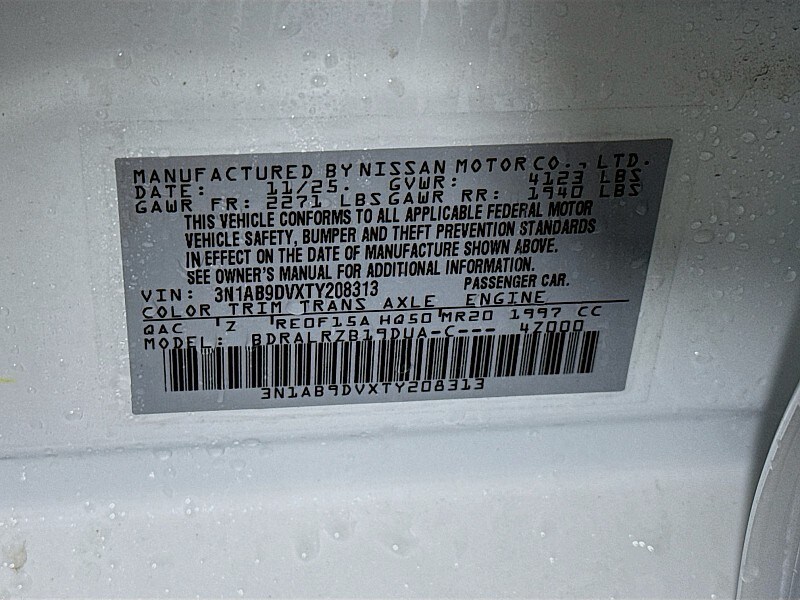 MANUFACTURED BY NISSAN MOTOR CO., LTD.
DATE: 11/25. GVWR: 4123 LBS
GAWR FR: 2271 LBS GAWR RR: 1940 LBS
THIS VEHICLE CONFORMS TO ALL APPLICABLE FEDERAL MOTOR
VEHICLE SAFETY, BUMPER AND THEFT PREVENTION STANDARDS
IN EFFECT ON THE DATE OF MANUFACTURE SHOWN ABOVE.
SEE OWNER'S MANUAL FOR ADDITIONAL INFORMATION.
VIN: 3N1AB9DVXTY208313 PASSENGER CAR.
COLOR TRIM TRANS AXLE ENGINE
QAC Z RE0F15A HQ50 MR20 1997 CC
MODEL: BDRALRZB19DUA-C--- 4Z000
3N1AB9DVXTY208313